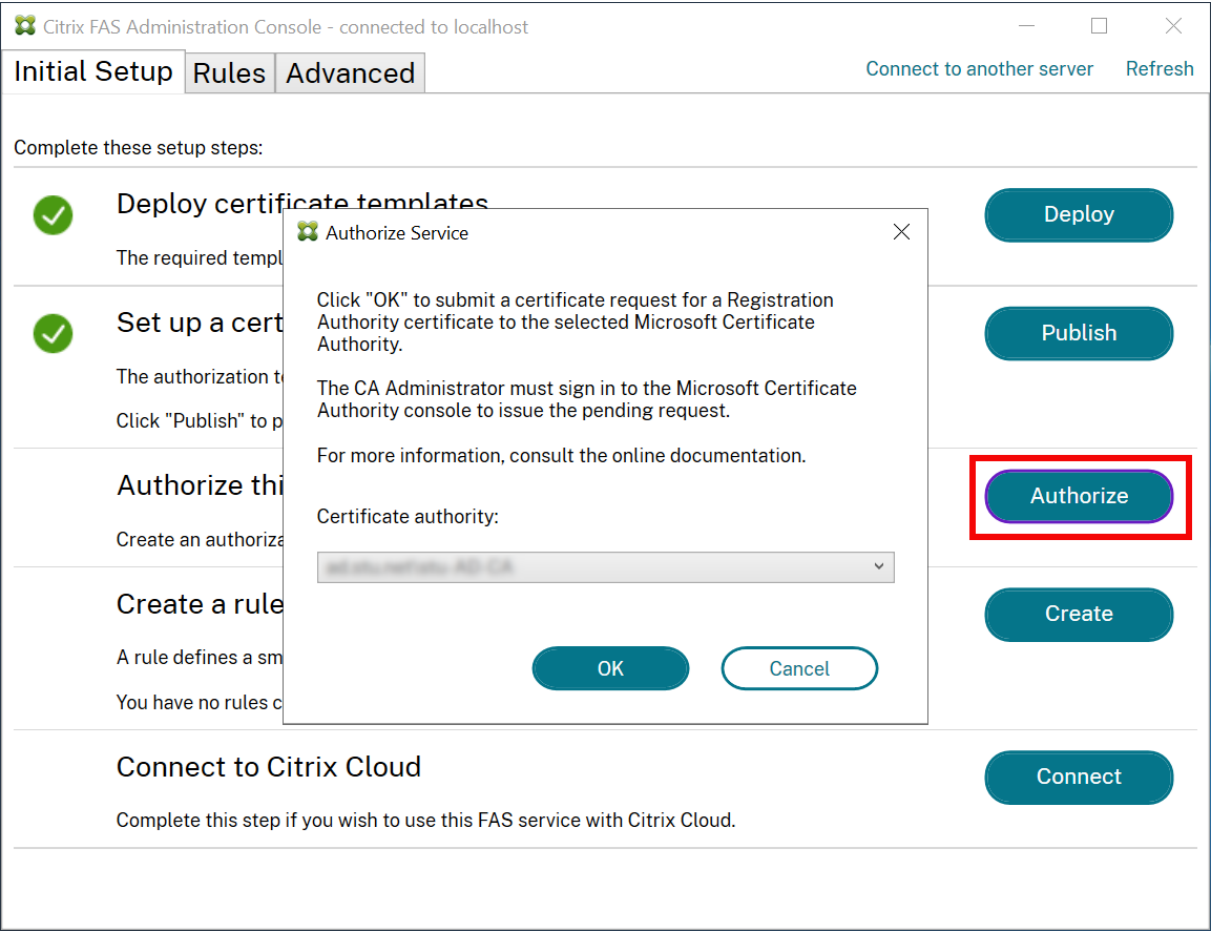 Citrix FAS Administration Console - connected to localhost
Initial Setup
Rules
Advanced
Connect to another server
Refresh
Complete these setup steps:
Deploy certificate templates
Deploy
The required templ
Set up a cert
Publish
The authorization t
Click "Publish" to p
Authorize thi
Authorize
Create an authoriza
Create a rule
Create
A rule defines a sm
You have no rules c
Connect to Citrix Cloud
Connect
Complete this step if you wish to use this FAS service with Citrix Cloud.
Authorize Service
Click "OK" to submit a certificate request for a Registration
Authority certificate to the selected Microsoft Certificate
Authority.
The CA Administrator must sign in to the Microsoft Certificate
Authority console to issue the pending request.
For more information, consult the online documentation.
Certificate authority:
OK
Cancel